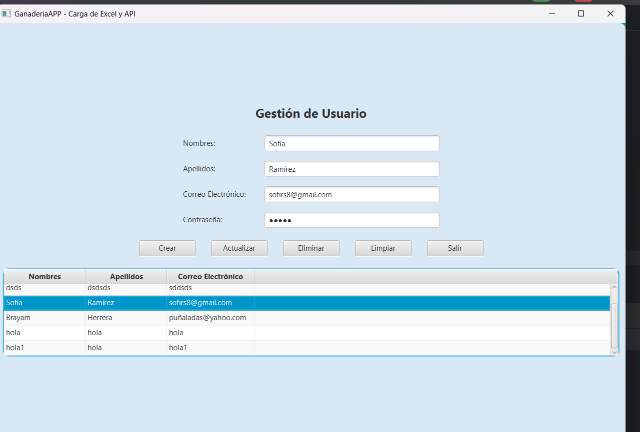 GanaderiaAPP - Carga de Excel y API
Gestión de Usuario
Nombres: Sofía
Apellidos: Ramírez
Correo Electrónico: sofirs8@gmail.com
Contraseña: ●●●●●
Crear Actualizar Eliminar Limpiar Salir
Nombres Apellidos Correo Electrónico
dsds dsdsds sddsds
Sofía Ramírez sofirs8@gmail.com
Brayam Herrera puñaladas@yahoo.com
hola hola hola
hola1 hola hola1